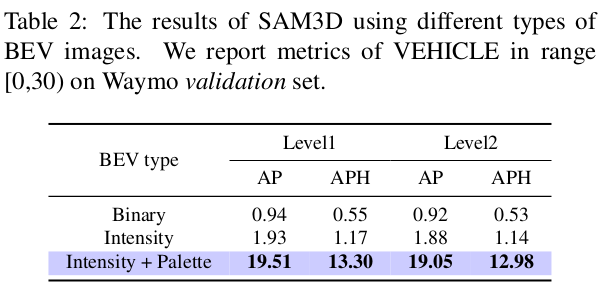 Table 2: The results of SAM3D using different types of
BEV images. We report metrics of VEHICLE in range
[0,30) on Waymo validation set.
BEV type Level1 Level2
AP APH AP APH
Binary 0.94 0.55 0.92 0.53
Intensity 1.93 1.17 1.88 1.14
Intensity + Palette 19.51 13.30 19.05 12.98